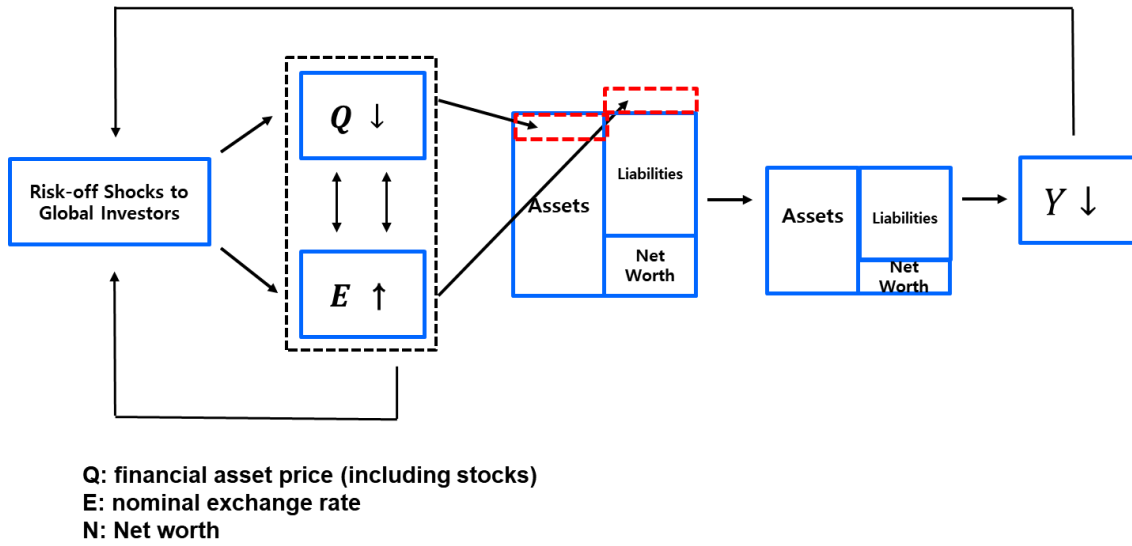 Risk-off Shocks to
Global Investors
Q ↓
E ↑
Assets
Liabilities
Net
Worth
Assets
Liabilities
Net
Worth
Y ↓
Q: financial asset price (including stocks)
E: nominal exchange rate
N: Net worth